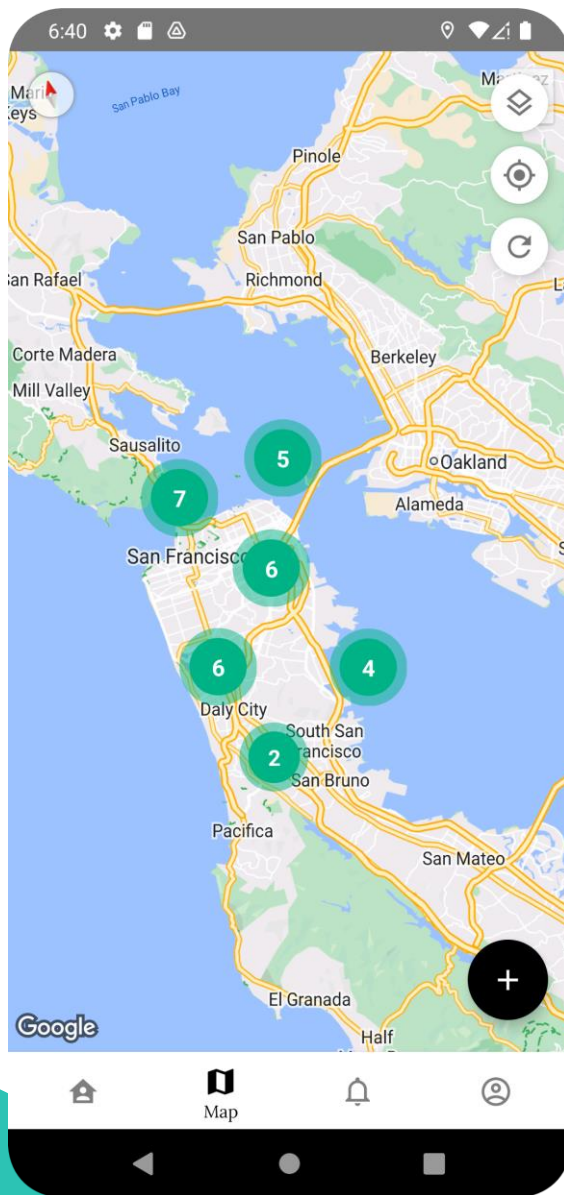 6:40
San Pablo Bay
Pinole
San Pablo
San Rafael
Richmond
Corte Madera
Berkeley
Mill Valley
Sausalito
5
Oakland
7
Alameda
San Francisco
6
6
4
Daly City
South San
Francisco
2
San Bruno
Pacifica
San Mateo
+
El Granada
Google
Half
Map